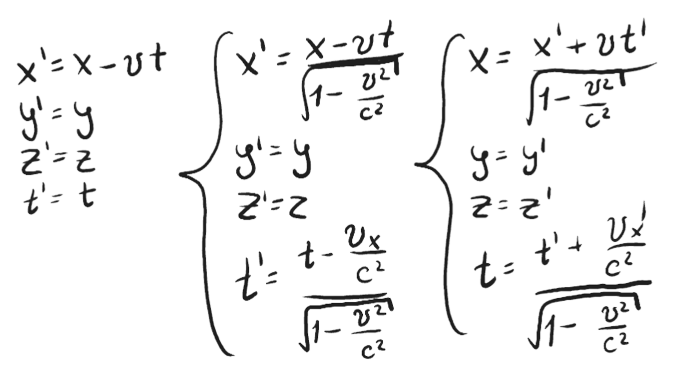 x' = x - vt
y' = y
z' = z
t' = t
x' = (x - vt) / √(1 - v²/c²)
y' = y
z' = z
t' = (t - vx/c²) / √(1 - v²/c²)
x = (x' + vt') / √(1 - v²/c²)
y = y'
z = z'
t = (t' + vx'/c²) / √(1 - v²/c²)